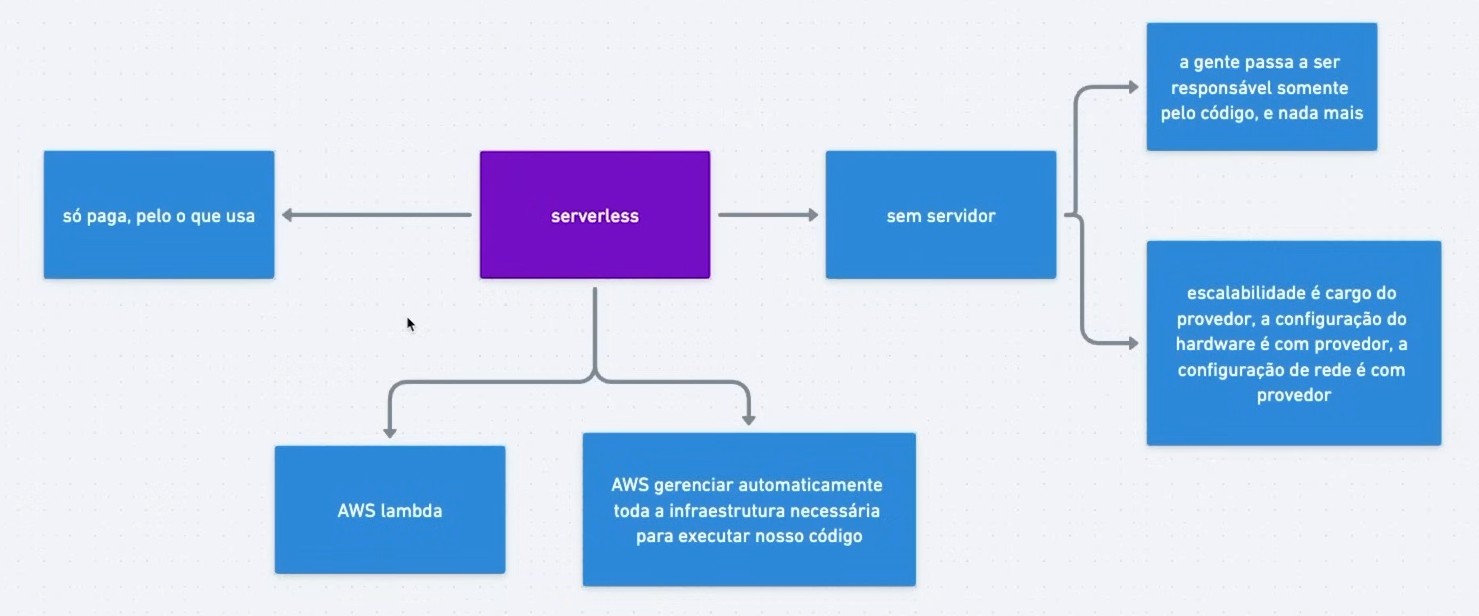 a gente passa a ser
responsável somente
pelo código, e nada mais
só paga, pelo o que usa
serverless
sem servidor
escalabilidade é cargo do
provedor, a configuração do
hardware é com provedor, a
configuração de rede é com
provedor
AWS lambda
AWS gerenciar automaticamente
toda a infraestrutura necessária
para executar nosso código